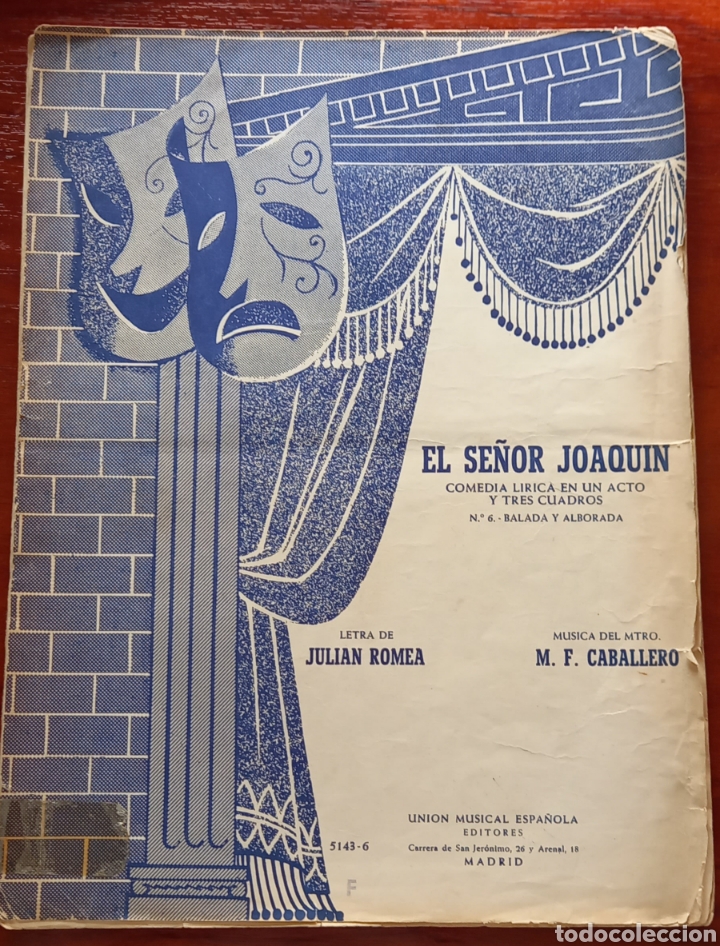 EL SEÑOR JOAQUIN
COMEDIA LIRICA EN UN ACTO
Y TRES CUADROS
N.º 6. - BALADA Y ALBORADA
LETRA DE
JULIAN ROMEA
MUSICA DEL MTRO.
M. F. CABALLERO
UNION MUSICAL ESPAÑOLA
EDITORES
5143-6
Carrera de San Jerónimo, 26 y Arenal, 18
MADRID
F
todocoleccion